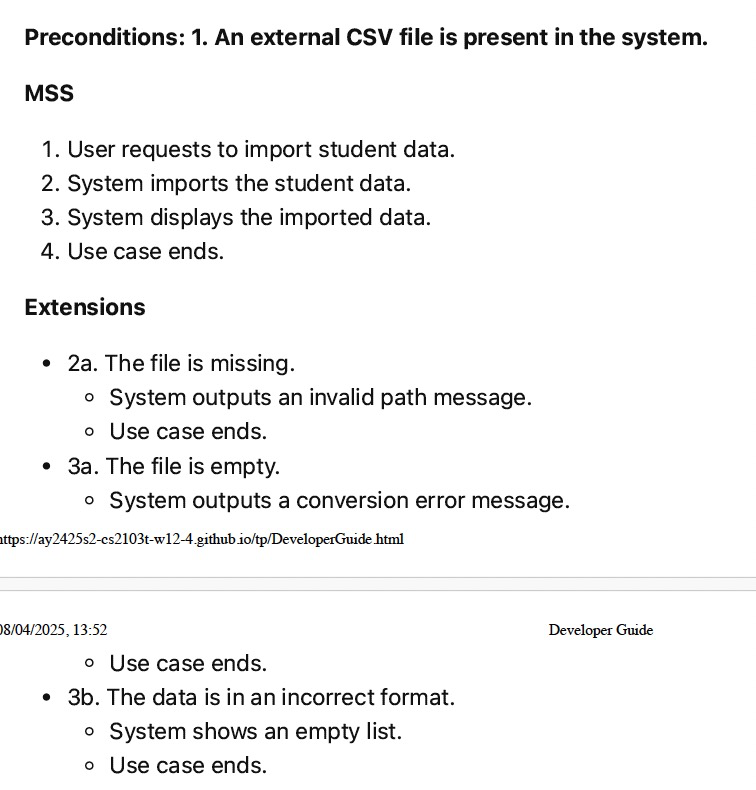 Preconditions: 1. An external CSV file is present in the system.
MSS
1. User requests to import student data.
2. System imports the student data.
3. System displays the imported data.
4. Use case ends.
Extensions
• 2a. The file is missing.
◦ System outputs an invalid path message.
◦ Use case ends.
• 3a. The file is empty.
◦ System outputs a conversion error message.
https://ay2425s2-cs2103t-w12-4.github.io/tp/DeveloperGuide.html
08/04/2025, 13:52 Developer Guide
◦ Use case ends.
• 3b. The data is in an incorrect format.
◦ System shows an empty list.
◦ Use case ends.